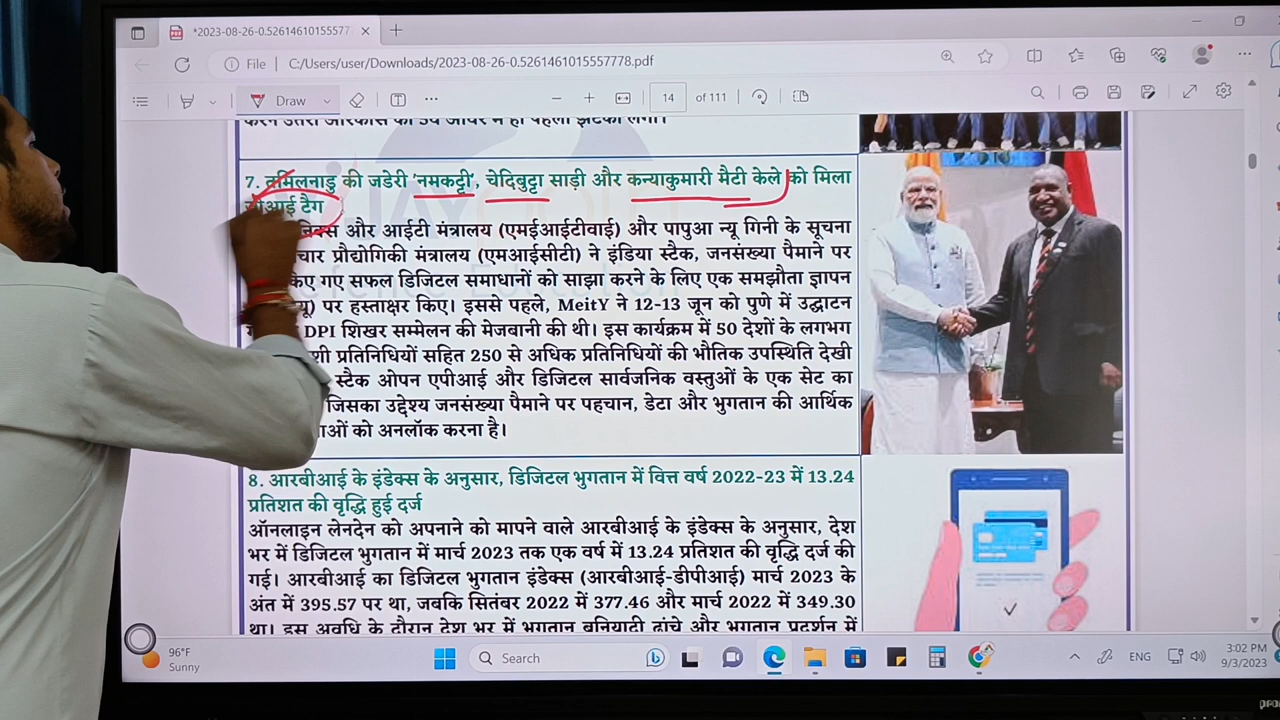 *2023-08-26-0.52614610155577
File
C:/Users/user/Downloads/2023-08-26-0.5261461015557778.pdf
Draw
14 of 111
7. तमिलनाडु की जडेरी 'नमकट्टी', चेदिबुट्टा साड़ी और कन्याकुमारी मैटी केले को मिला
जीआई टैग
और आईटी मंत्रालय (एमईआईटीवाई) और पापुआ न्यू गिनी के सूचना
चार प्रौद्योगिकी मंत्रालय (एमआईसीटी) ने इंडिया स्टैक, जनसंख्या पैमाने पर
किए गए सफल डिजिटल समाधानों को साझा करने के लिए एक समझौता ज्ञापन
यू) पर हस्ताक्षर किए। इससे पहले, MeitY ने 12-13 जून को पुणे में उद्घाटन
DPI शिखर सम्मेलन की मेजबानी की थी। इस कार्यक्रम में 50 देशों के लगभग
शी प्रतिनिधियों सहित 250 से अधिक प्रतिनिधियों की भौतिक उपस्थिति देखी
स्टैक ओपन एपीआई और डिजिटल सार्वजनिक वस्तुओं के एक सेट का
जिसका उद्देश्य जनसंख्या पैमाने पर पहचान, डेटा और भुगतान की आर्थिक
ाओं को अनलॉक करना है।
8. आरबीआई के इंडेक्स के अनुसार, डिजिटल भुगतान में वित्त वर्ष 2022-23 में 13.24
प्रतिशत की वृद्धि हुई दर्ज
ऑनलाइन लेनदेन को अपनाने को मापने वाले आरबीआई के इंडेक्स के अनुसार, देश
भर में डिजिटल भुगतान में मार्च 2023 तक एक वर्ष में 13.24 प्रतिशत की वृद्धि दर्ज की
गई। आरबीआई का डिजिटल भुगतान इंडेक्स (आरबीआई-डीपीआई) मार्च 2023 के
अंत में 395.57 पर था, जबकि सितंबर 2022 में 377.46 और मार्च 2022 में 349.30
था। इस अवधि के दौरान देश भर में भुगतान बुनियादी ढांचे और भुगतान प्रदर्शन में
96°F
Sunny
Search
ENG
3:02 PM
9/3/2023